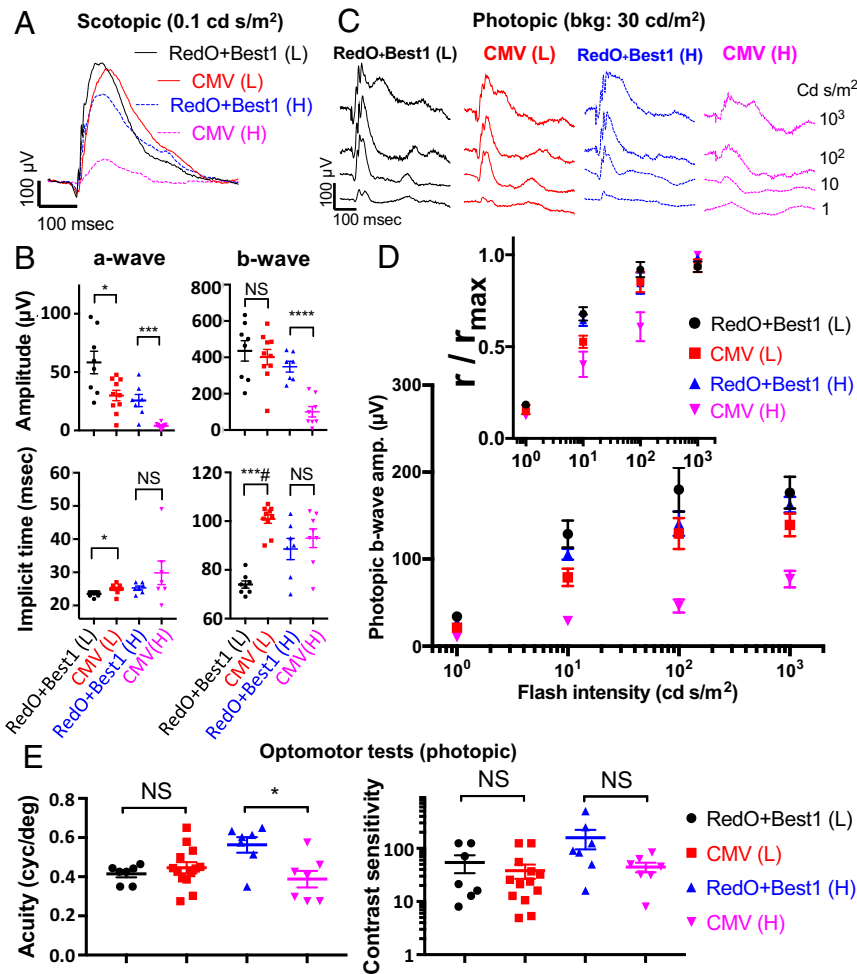 A
Scotopic (0.1 cd s/m²)
RedO+Best1 (L)
CMV (L)
RedO+Best1 (H)
CMV (H)
100 µV
100 msec
C
Photopic (bkg: 30 cd/m²)
RedO+Best1 (L) CMV (L) RedO+Best1 (H) CMV (H)
Cd s/m²
10³
10²
10
1
100 µV
100 msec
B
a-wave b-wave
Amplitude (µV)
100
50
0
* ***
800
600
400
200
0
NS ****
Implicit time (msec)
60
50
40
30
20
* NS
120
100
80
60
***# NS
RedO+Best1 (L)
CMV (L)
RedO+Best1 (H)
CMV(H)
RedO+Best1 (L)
CMV (L)
RedO+Best1 (H)
CMV(H)
D
r / rmax
1.0
0.5
0.0
10⁰ 10¹ 10² 10³
RedO+Best1 (L)
CMV (L)
RedO+Best1 (H)
CMV (H)
Photopic b-wave amp. (µV)
300
200
100
0
10⁰ 10¹ 10² 10³
Flash intensity (cd s/m²)
E
Optomotor tests (photopic)
Acuity (cyc/deg)
0.8
0.6
0.4
0.2
0.0
NS *
Contrast sensitivity
1000
100
10
1
NS NS
RedO+Best1 (L)
CMV (L)
RedO+Best1 (H)
CMV (H)